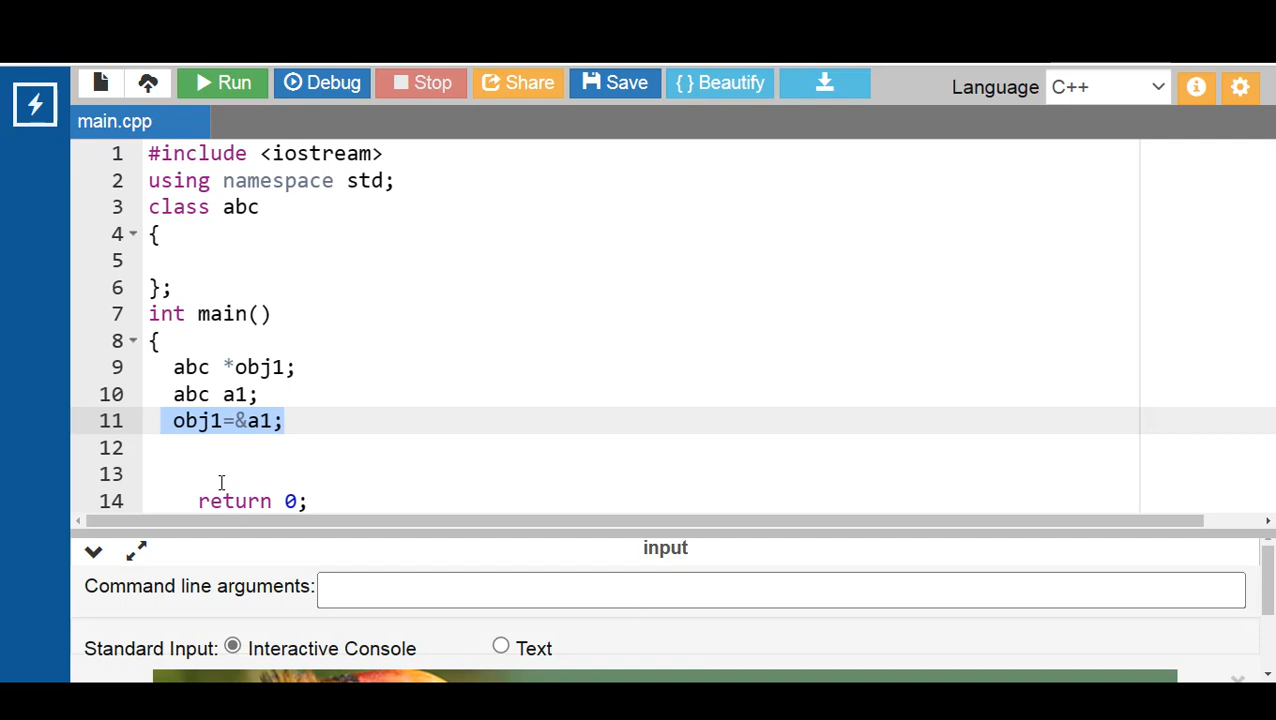 Run Debug Stop Share Save { } Beautify Language C++
main.cpp
1 #include <iostream>
2 using namespace std;
3 class abc
4 {
5
6 };
7 int main()
8 {
9 abc *obj1;
10 abc a1;
11 obj1=&a1;
12
13
14 return 0;
input
Command line arguments:
Standard Input: Interactive Console Text